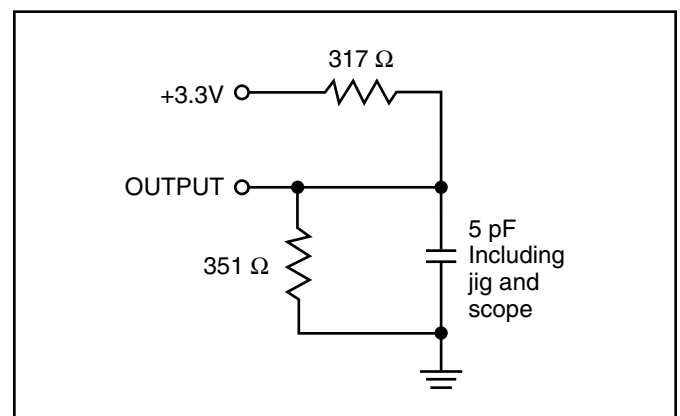 317 Ω
+3.3V
OUTPUT
351 Ω
5 pF
Including
jig and
scope